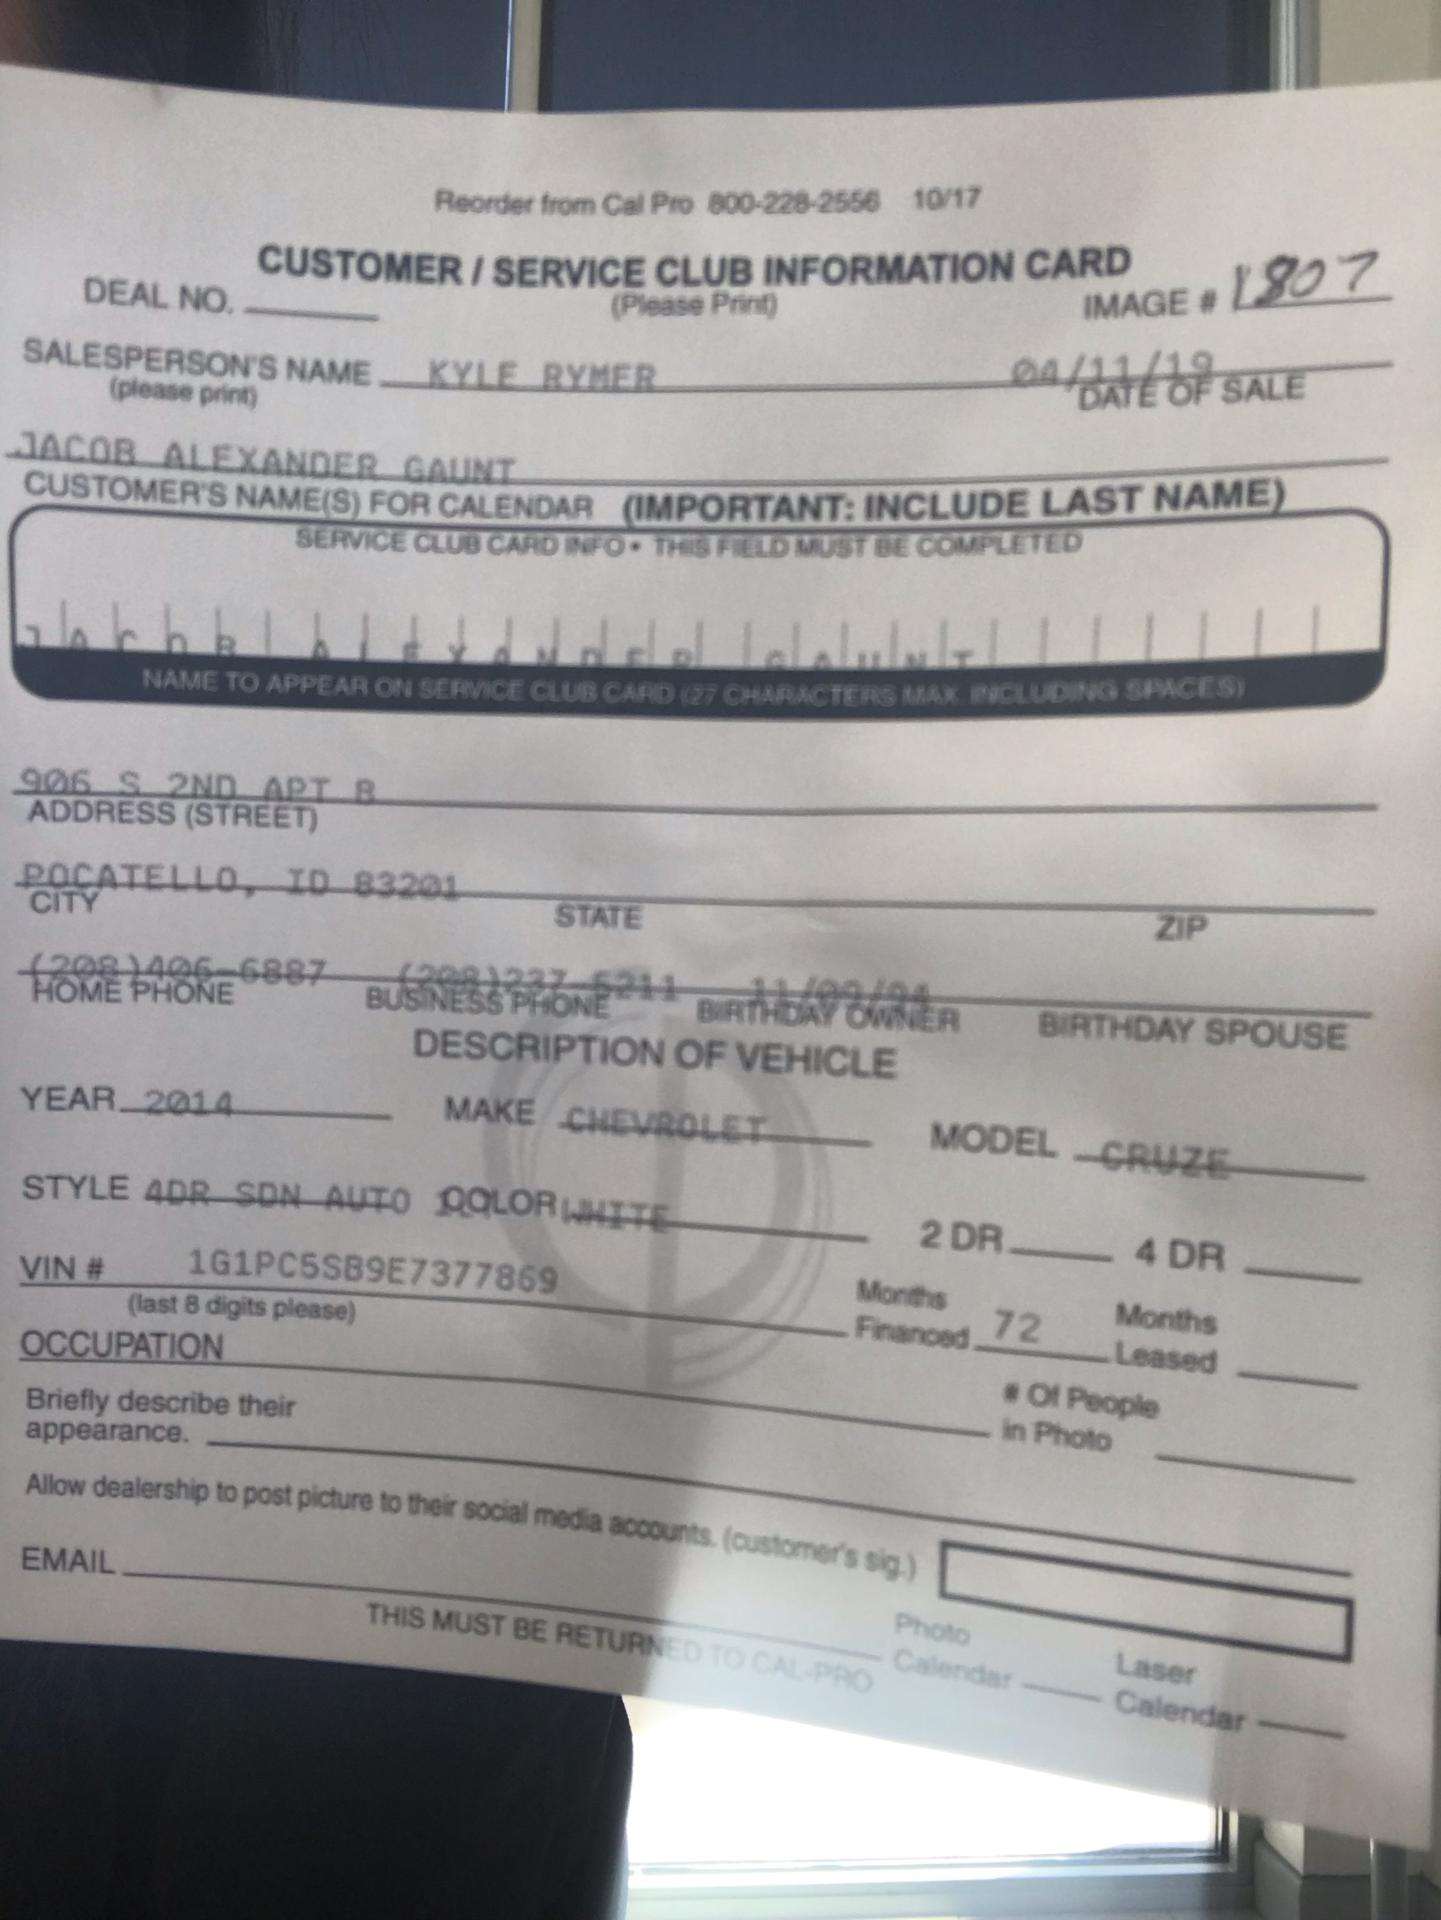 Reorder from Cal Pro 800-228-2556 10/17
CUSTOMER / SERVICE CLUB INFORMATION CARD
DEAL NO. (Please Print) IMAGE # 1807
SALESPERSON'S NAME KYLE RYMER 04/11/19
(please print) DATE OF SALE
JACOB ALEXANDER GAUNT
CUSTOMER'S NAME(S) FOR CALENDAR (IMPORTANT: INCLUDE LAST NAME)
SERVICE CLUB CARD INFO • THIS FIELD MUST BE COMPLETED
JACOB ALEXANDER GAUNT
NAME TO APPEAR ON SERVICE CLUB CARD (27 CHARACTERS MAX. INCLUDING SPACES)
906 S 2ND APT B
ADDRESS (STREET)
POCATELLO, ID 83201
CITY STATE ZIP
(208)406-6887 (208)237-5211
HOME PHONE BUSINESS PHONE BIRTHDAY OWNER BIRTHDAY SPOUSE
DESCRIPTION OF VEHICLE
YEAR 2014 MAKE CHEVROLET MODEL CRUZE
STYLE 4DR SDN AUTO COLOR WHITE 2 DR 4 DR
VIN # 1G1PC5SB9E7377869
(last 8 digits please) Months Financed 72 Months Leased
OCCUPATION
# Of People in Photo
Briefly describe their
appearance.
Allow dealership to post picture to their social media accounts. (customer's sig.)
EMAIL
THIS MUST BE RETURNED TO CAL-PRO
Photo Calendar Laser Calendar